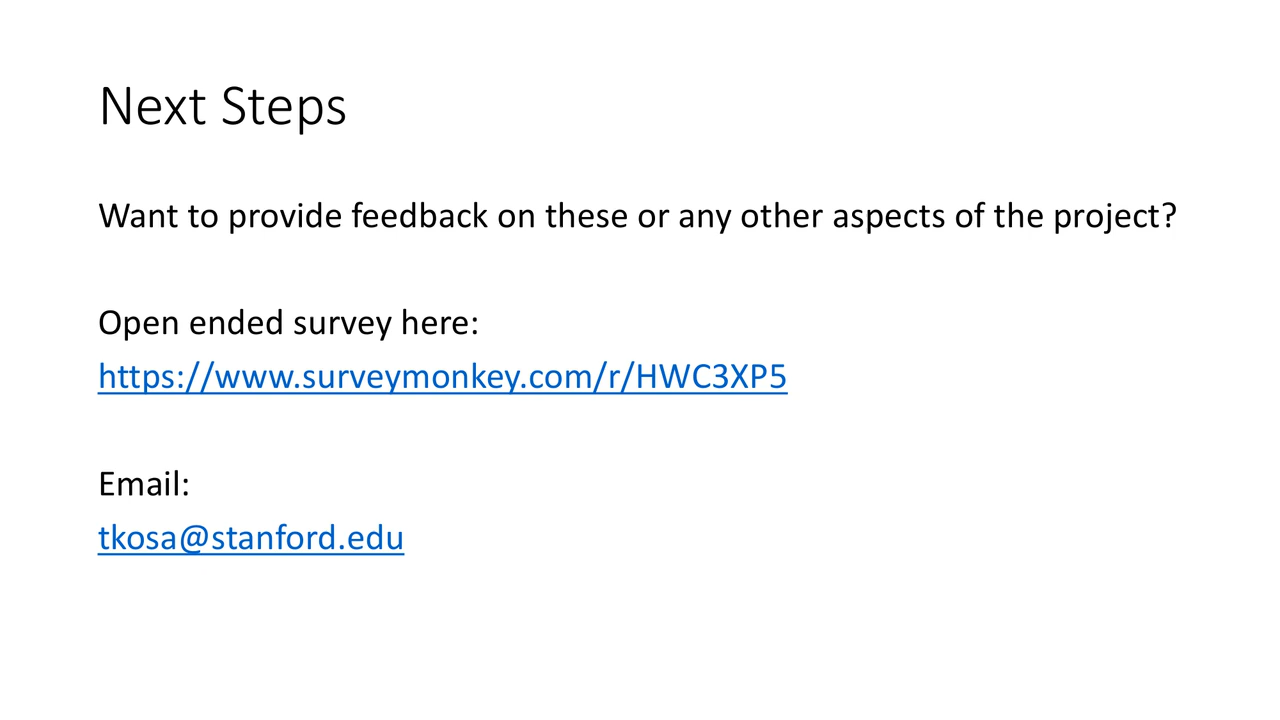 Next Steps
Want to provide feedback on these or any other aspects of the project?
Open ended survey here:
https://www.surveymonkey.com/r/HWC3XP5
Email:
tkosa@stanford.edu